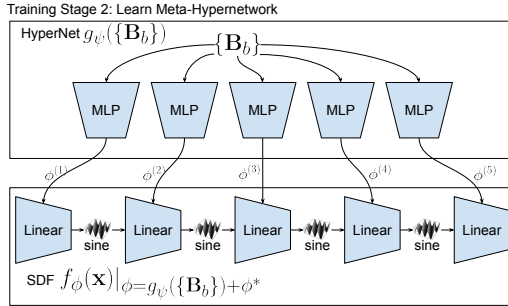 Training Stage 2: Learn Meta-Hypernetwork
HyperNet g_ψ({B_b})
{B_b}
MLP MLP MLP MLP MLP
ϕ^(1) ϕ^(2) ϕ^(3) ϕ^(4) ϕ^(5)
Linear Linear Linear Linear Linear
sine sine sine sine
SDF f_ϕ(x)|_ϕ=g_ψ({B_b})+ϕ*